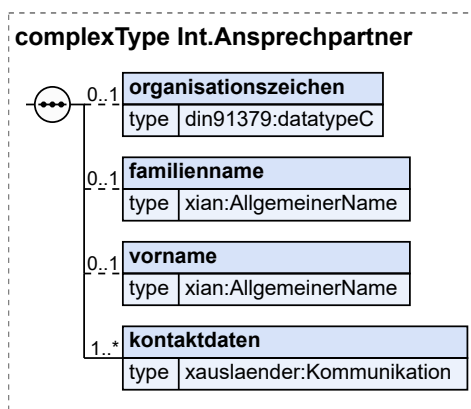 complexType Int.Ansprechpartner
0..1 organisationszeichen
type din91379:datatypeC
0..1 familienname
type xian:AllgemeinerName
0..1 vorname
type xian:AllgemeinerName
1..* kontaktdaten
type xauslaender:Kommunikation